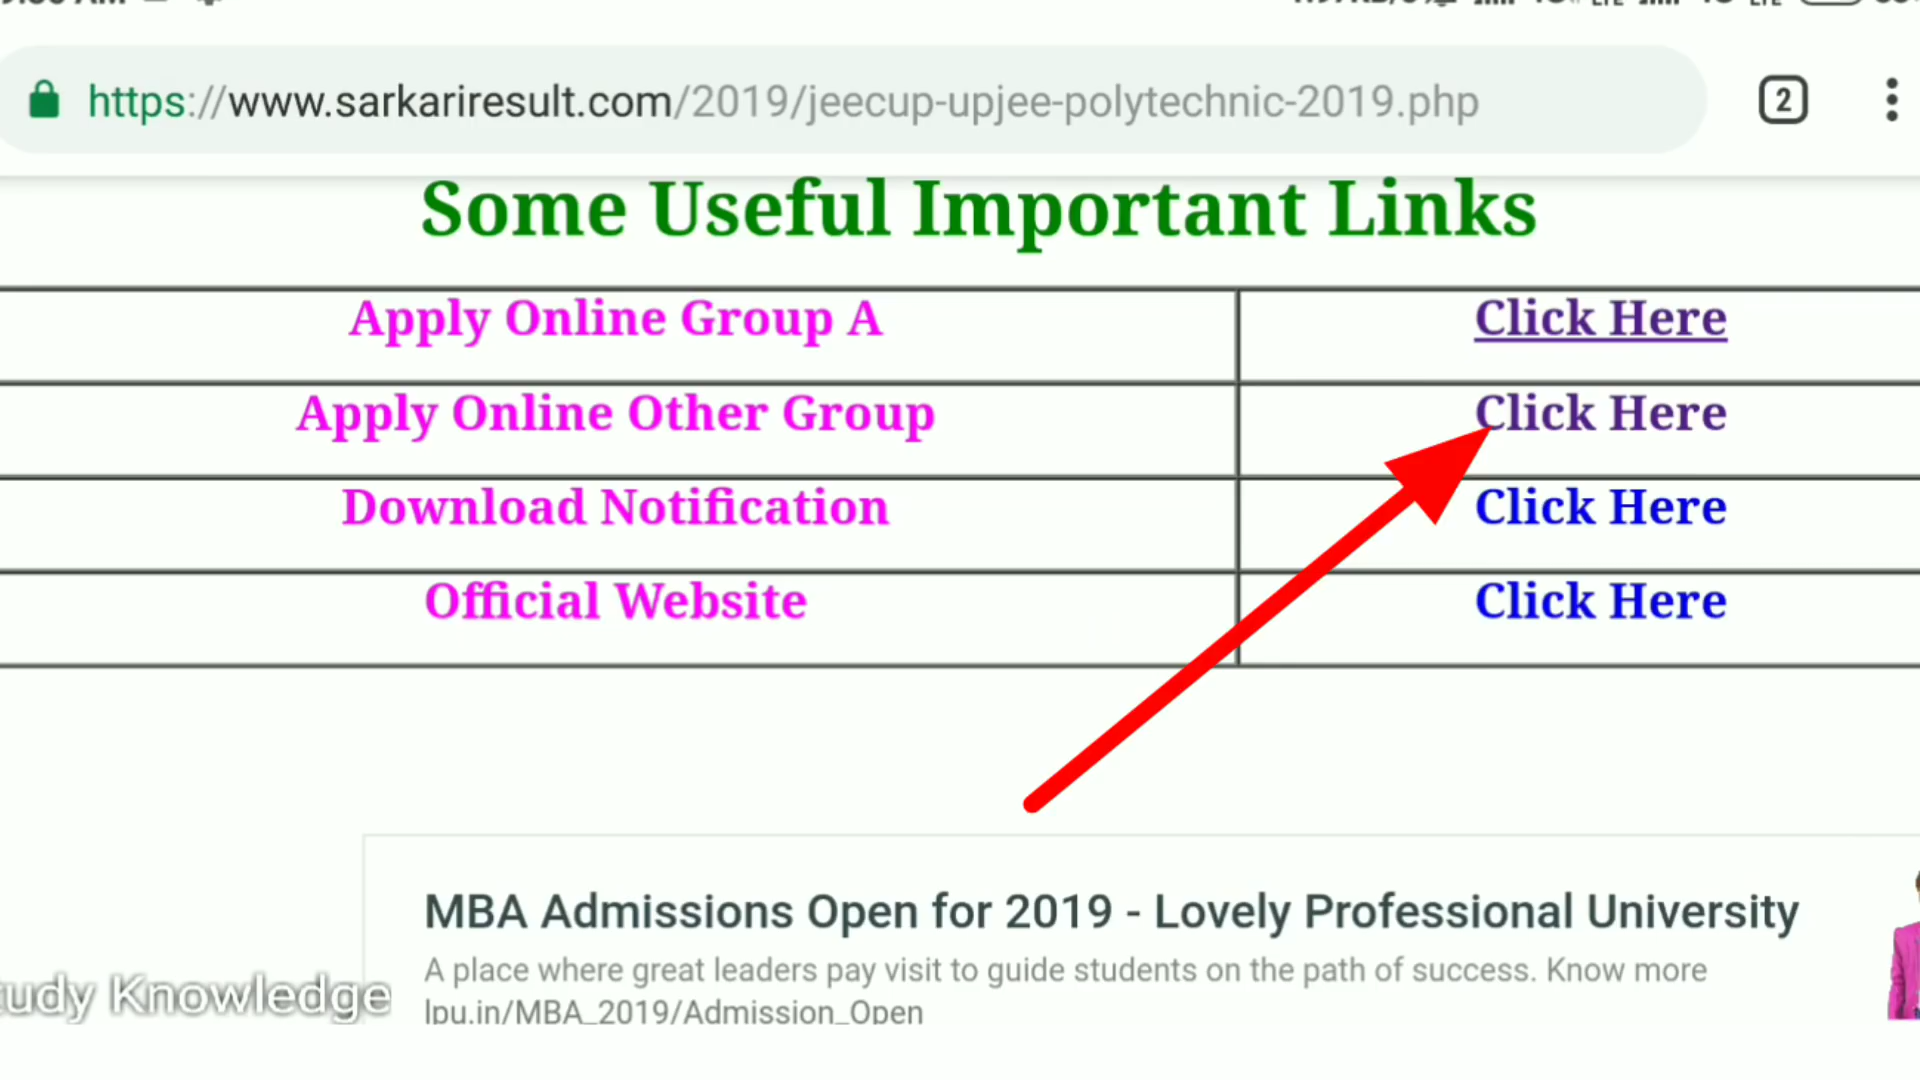 https://www.sarkariresult.com/2019/jeecup-upjee-polytechnic-2019.php 2
Some Useful Important Links
Apply Online Group A Click Here
Apply Online Other Group Click Here
Download Notification Click Here
Official Website Click Here
MBA Admissions Open for 2019 - Lovely Professional University
A place where great leaders pay visit to guide students on the path of success. Know more
lpu.in/MBA_2019/Admission_Open
Knowledge